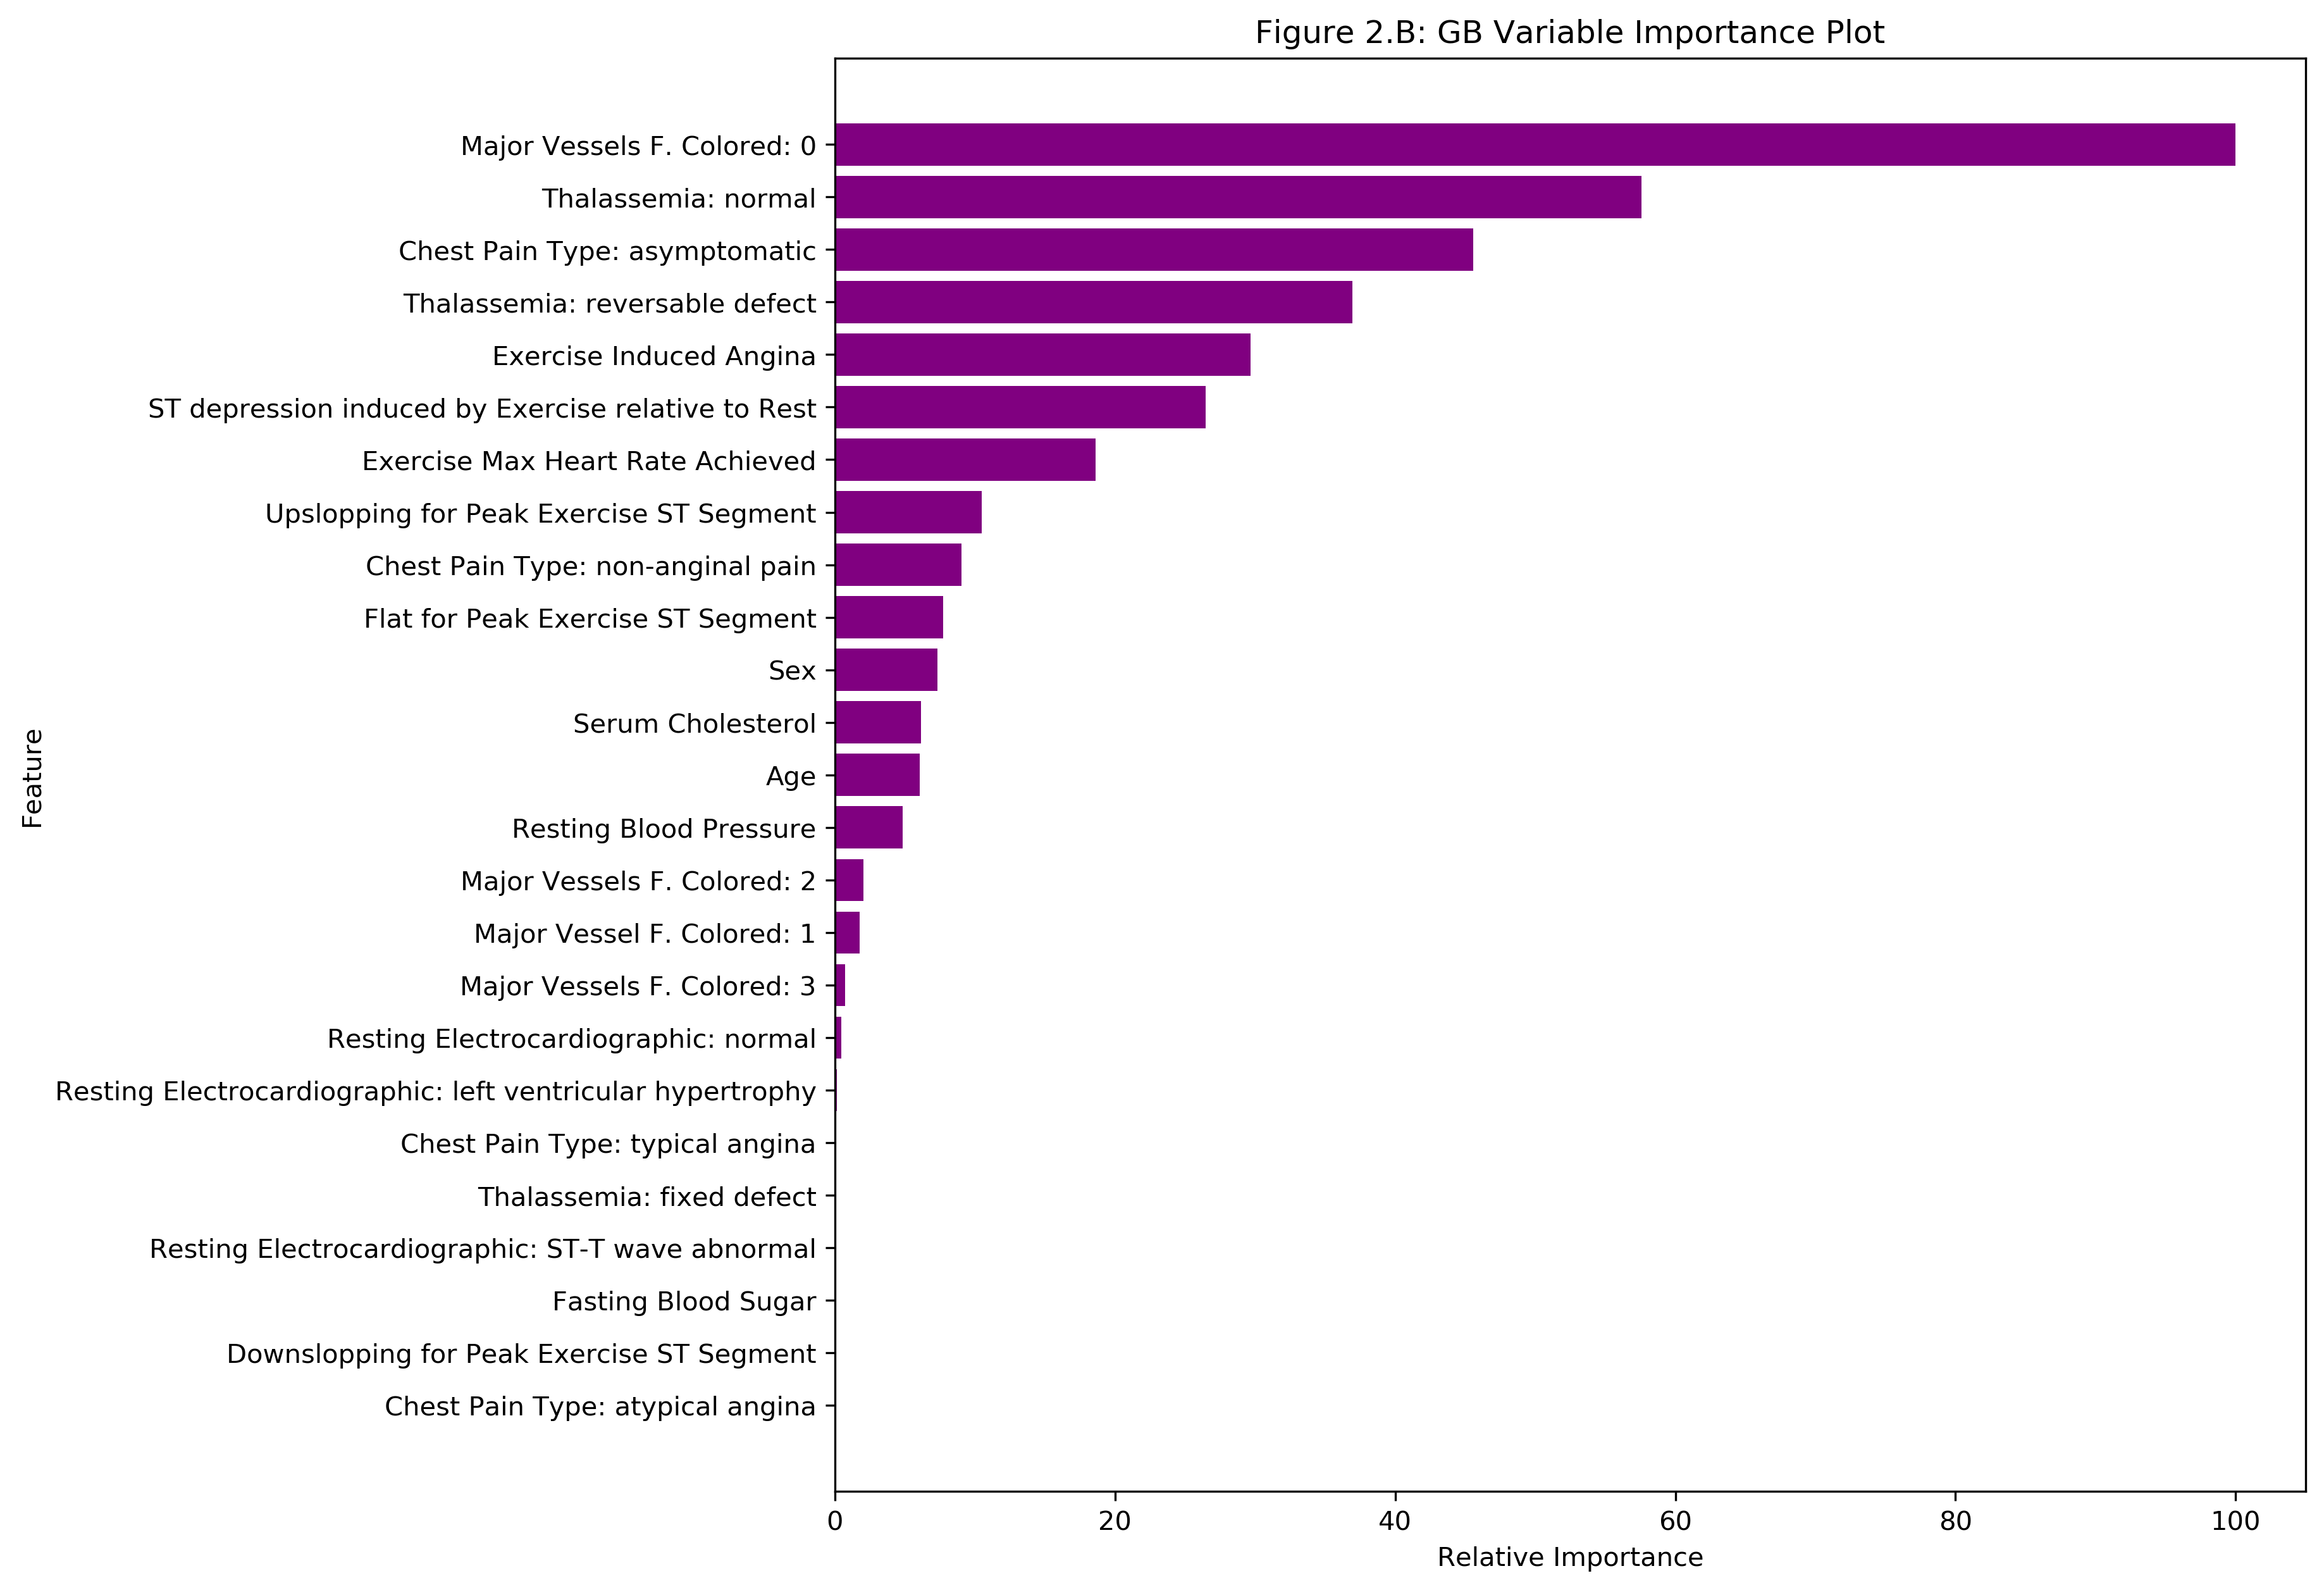 Figure 2.B: GB Variable Importance Plot
Major Vessels F. Colored: 0
Thalassemia: normal
Chest Pain Type: asymptomatic
Thalassemia: reversable defect
Exercise Induced Angina
ST depression induced by Exercise relative to Rest
Exercise Max Heart Rate Achieved
Upslopping for Peak Exercise ST Segment
Chest Pain Type: non-anginal pain
Flat for Peak Exercise ST Segment
Sex
Serum Cholesterol
Age
Resting Blood Pressure
Major Vessels F. Colored: 2
Major Vessel F. Colored: 1
Major Vessels F. Colored: 3
Resting Electrocardiographic: normal
Resting Electrocardiographic: left ventricular hypertrophy
Chest Pain Type: typical angina
Thalassemia: fixed defect
Resting Electrocardiographic: ST-T wave abnormal
Fasting Blood Sugar
Downslopping for Peak Exercise ST Segment
Chest Pain Type: atypical angina
Feature
0 20 40 60 80 100
Relative Importance